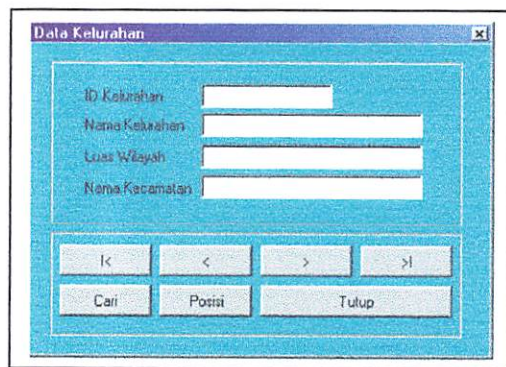 Data Kelurahan
ID Kelurahan
Nama Kelurahan
Luas Wilayah
Nama Kecamatan
|< < > >|
Cari Posisi Tutup